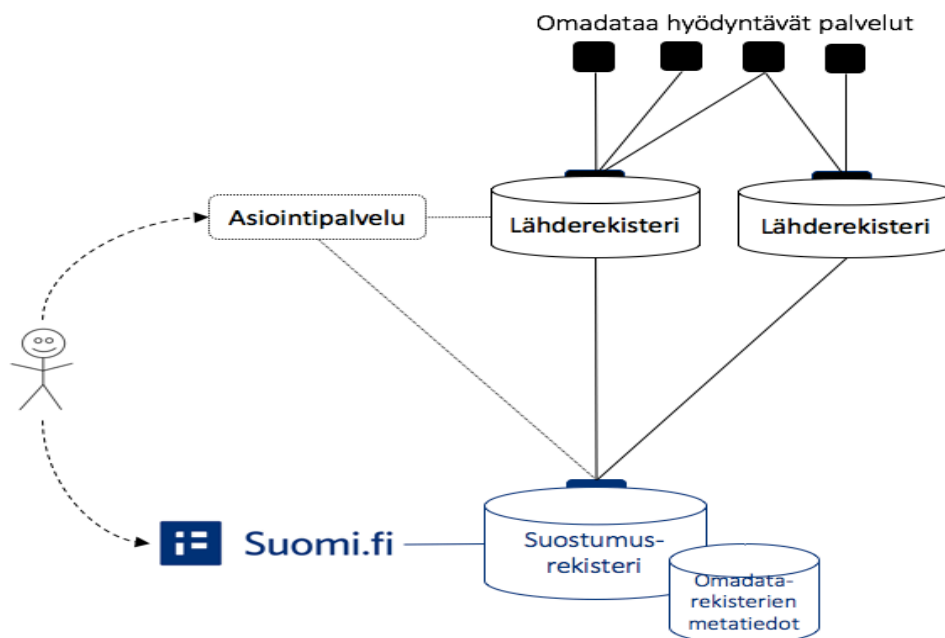 Omadataa hyödyntävät palvelut
Asiointipalvelu
Lähderekisteri
Lähderekisteri
Suomi.fi
Suostumus-
rekisteri
Omadata-
rekisterien
metatiedot